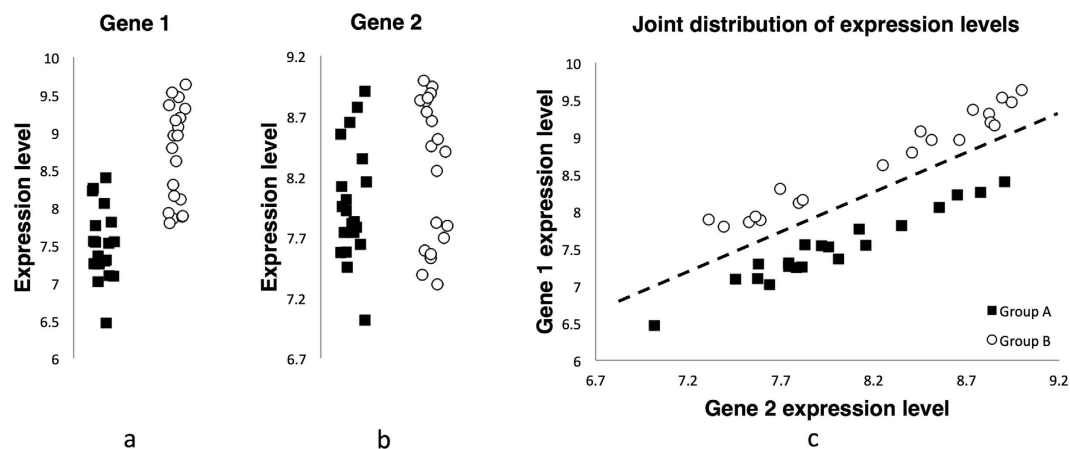 Gene 1
Expression level
10
9.5
9
8.5
8
7.5
7
6.5
6
a
Gene 2
Expression level
9.2
8.7
8.2
7.7
7.2
6.7
b
Joint distribution of expression levels
Gene 1 expression level
10
9.5
9
8.5
8
7.5
7
6.5
6
Group A
Group B
6.7 7.2 7.7 8.2 8.7 9.2
Gene 2 expression level
c